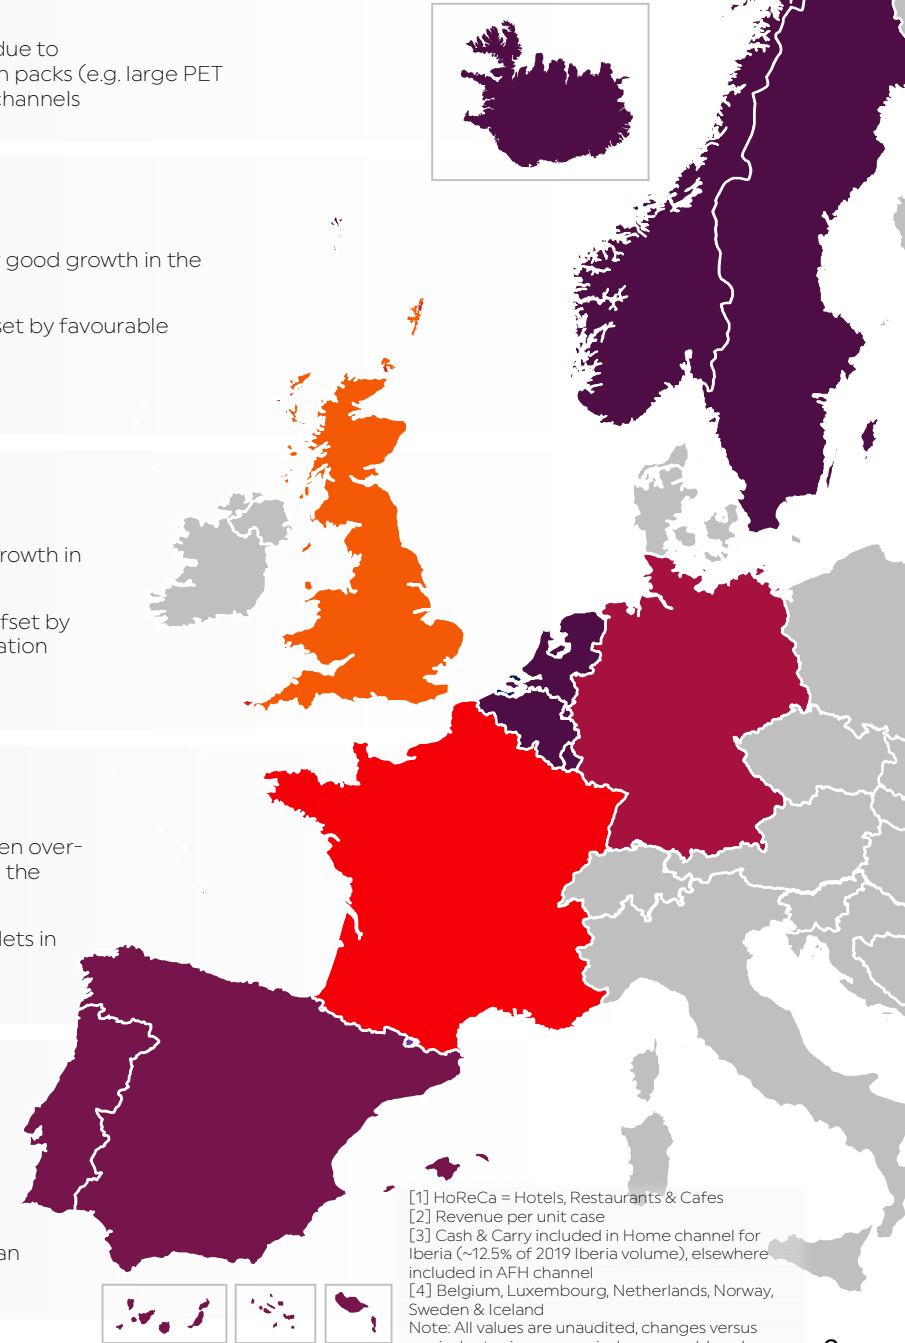 due to
n packs (e.g. large PET
channels
good growth in the
set by favourable
rowth in
fset by
ation
en over-
the
lets in
an
[1] HoReCa = Hotels, Restaurants & Cafes
[2] Revenue per unit case
[3] Cash & Carry included in Home channel for
Iberia (~12.5% of 2019 Iberia volume), elsewhere
included in AFH channel
[4] Belgium, Luxembourg, Netherlands, Norway,
Sweden & Iceland
Note: All values are unaudited, changes versus